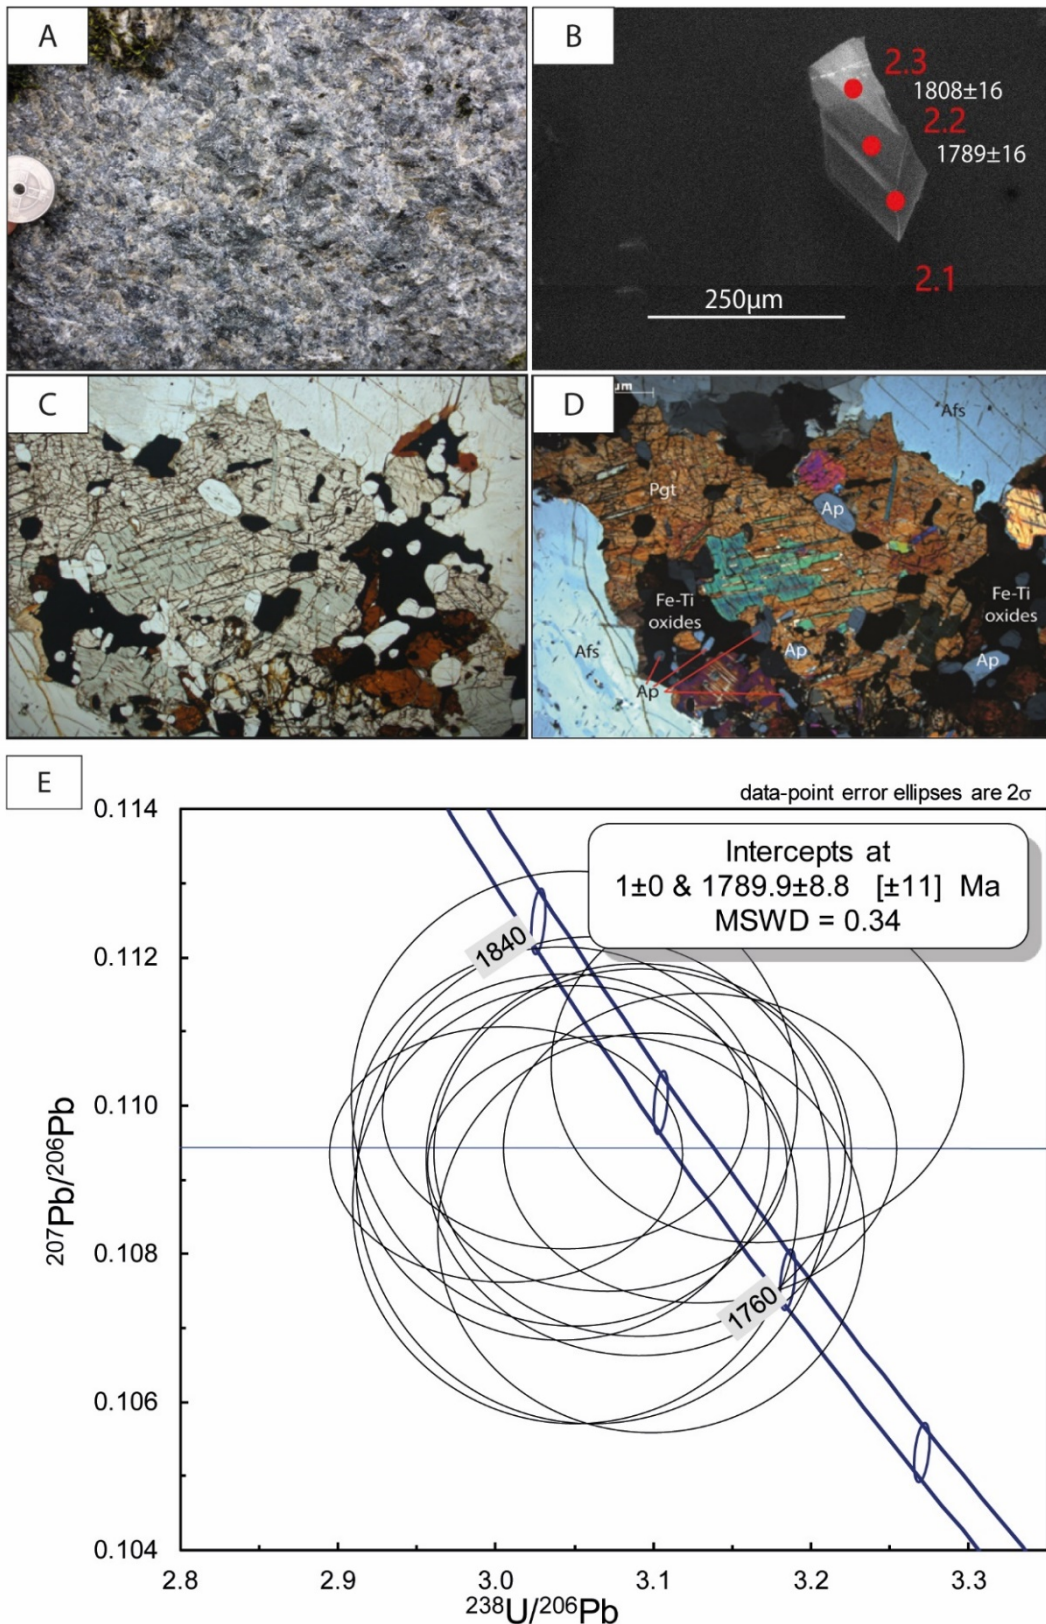 A
B
2.3
1808±16
2.2
1789±16
2.1
250µm
C
D
µm
Afs
Pgt
Ap
Fe-Ti
oxides
Fe-Ti
oxides
Afs
Ap
Ap
Ap
E
data-point error ellipses are 2σ
Intercepts at
1±0 & 1789.9±8.8 [±11] Ma
MSWD = 0.34
1840
1760
0.114
0.112
0.110
0.108
0.106
0.104
207Pb/206Pb
2.8
2.9
3.0
3.1
3.2
3.3
238U/206Pb